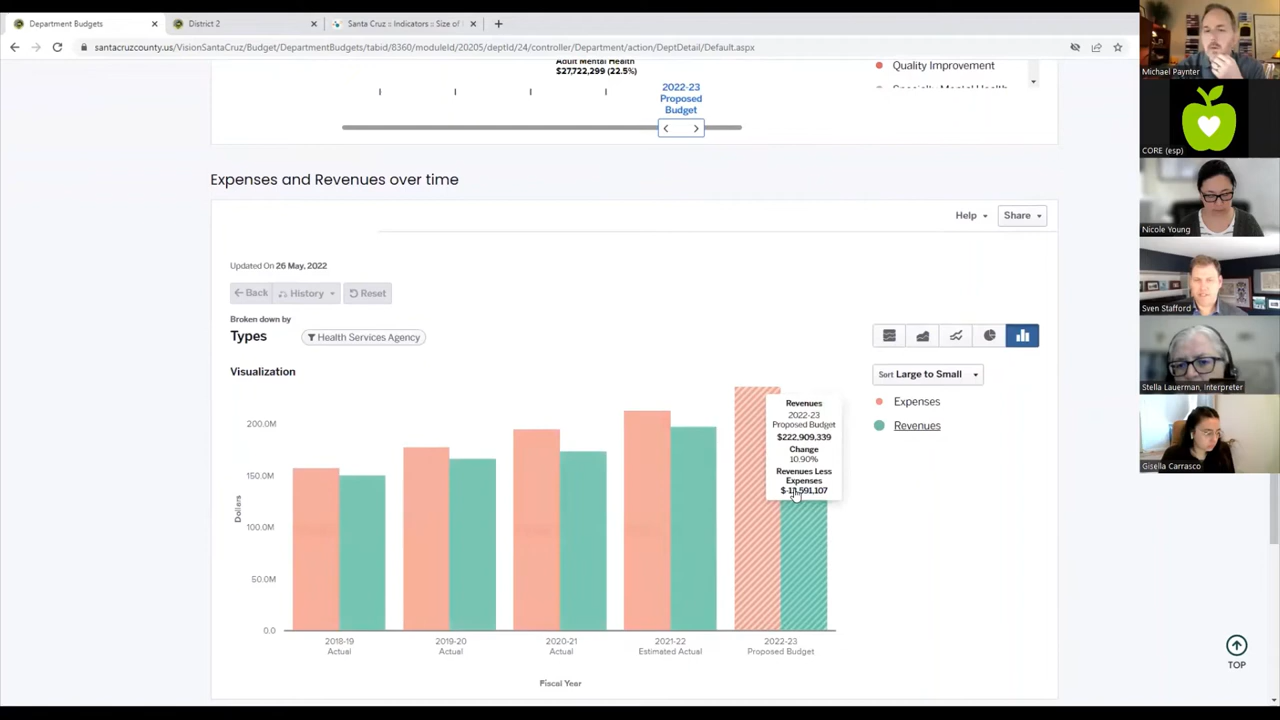 Department Budgets
District 2
Santa Cruz :: Indicators :: Size of
santacruzcounty.us/VisionSantaCruz/Budget/DepartmentBudgets/tabid/8360/moduleId/20205/deptId/24/controller/Department/action/DeptDetail/Default.aspx
Adult Mental Health
$27,722,299 (22.5%)
2022-23
Proposed
Budget
Quality Improvement
Specialty Mental Health
Expenses and Revenues over time
Help
Share
Updated On 26 May, 2022
Back
History
Reset
Broken down by
Types
Health Services Agency
Visualization
Sort Large to Small
Expenses
Revenues
200.0M
150.0M
100.0M
50.0M
0.0
Dollars
Revenues
2022-23
Proposed Budget
$222,909,339
Change
10.90%
Revenues Less
Expenses
2018-19
Actual
2019-20
Actual
2020-21
Actual
2021-22
Estimated Actual
2022-23
Proposed Budget
Fiscal Year
TOP
Michael Paynter
CORE (esp)
Nicole Young
Sven Stafford
Stella Lauerman, Interpreter
Gisella Carrasco